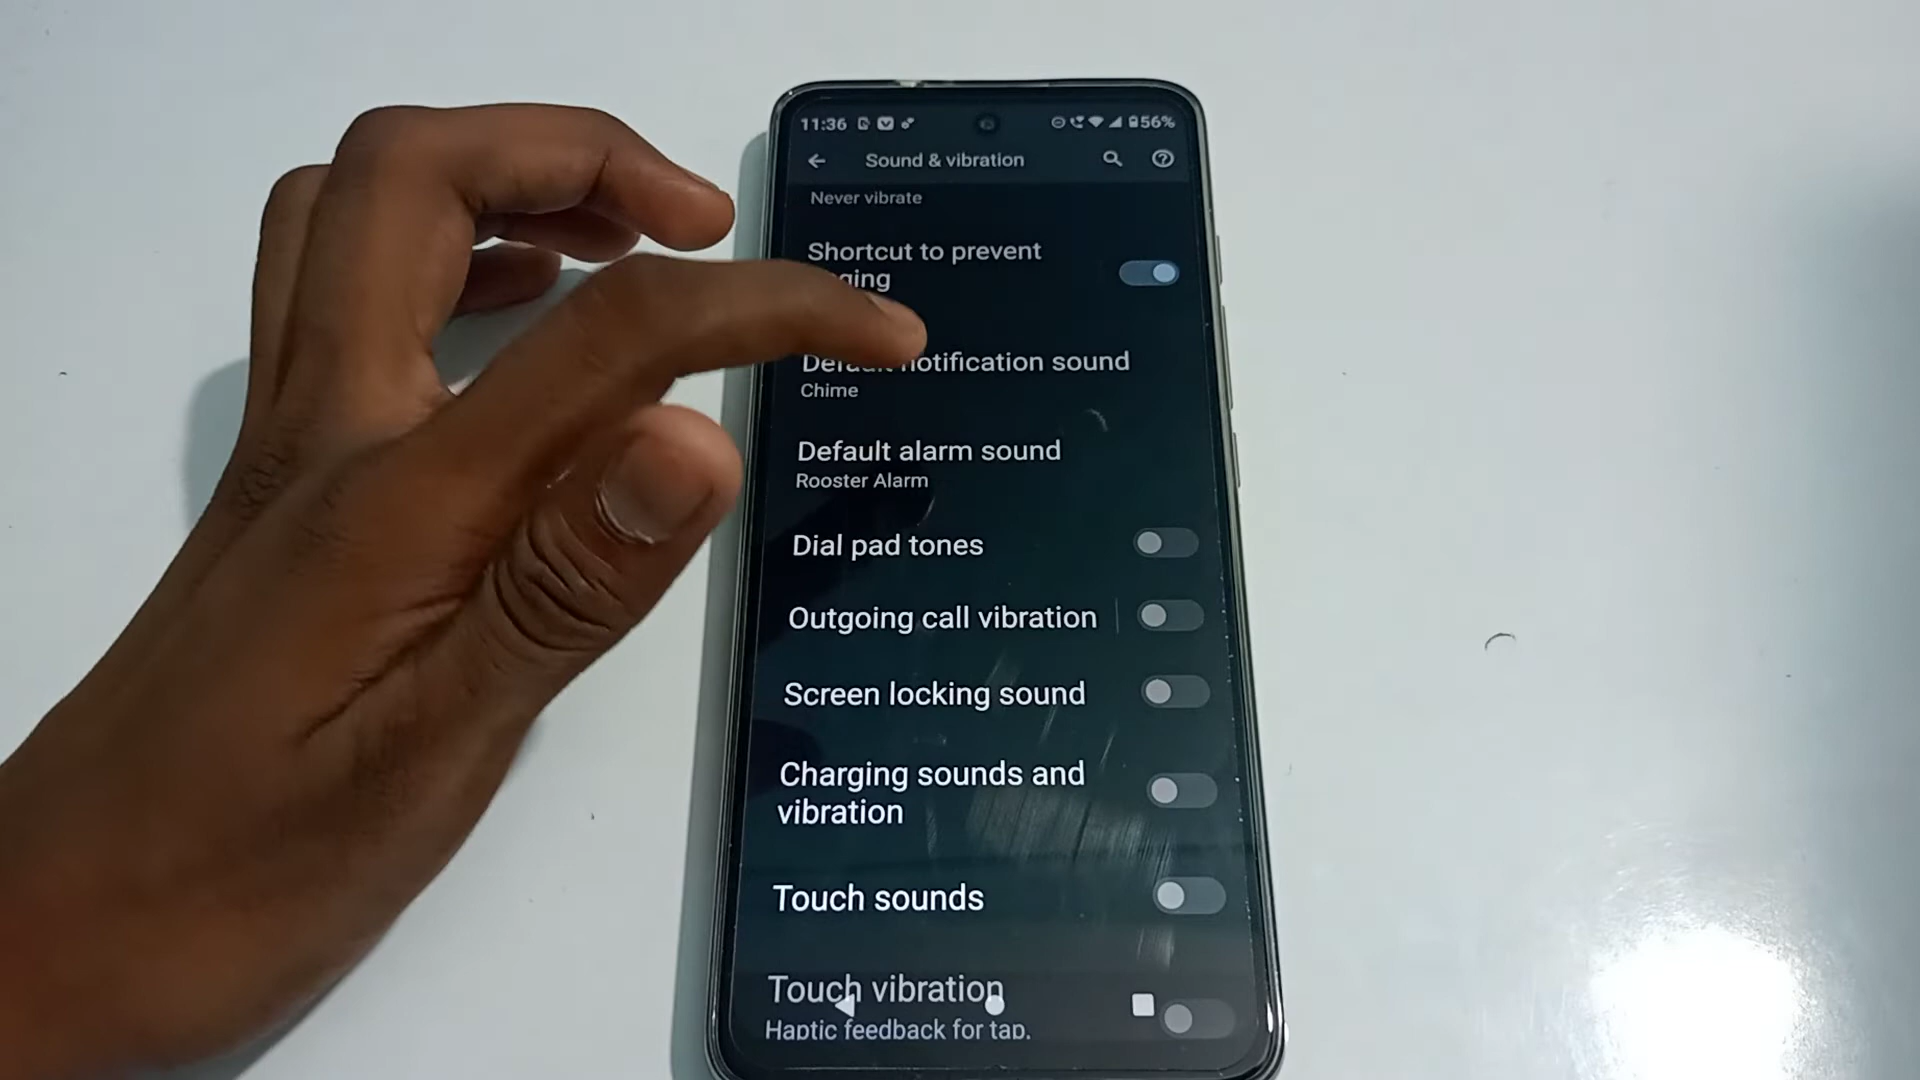 11:36 56%
Sound & vibration
Never vibrate
Shortcut to prevent
notification sound
Chime
Default alarm sound
Rooster Alarm
Dial pad tones
Outgoing call vibration
Screen locking sound
Charging sounds and
vibration
Touch sounds
Touch vibration
Haptic feedback for tap,